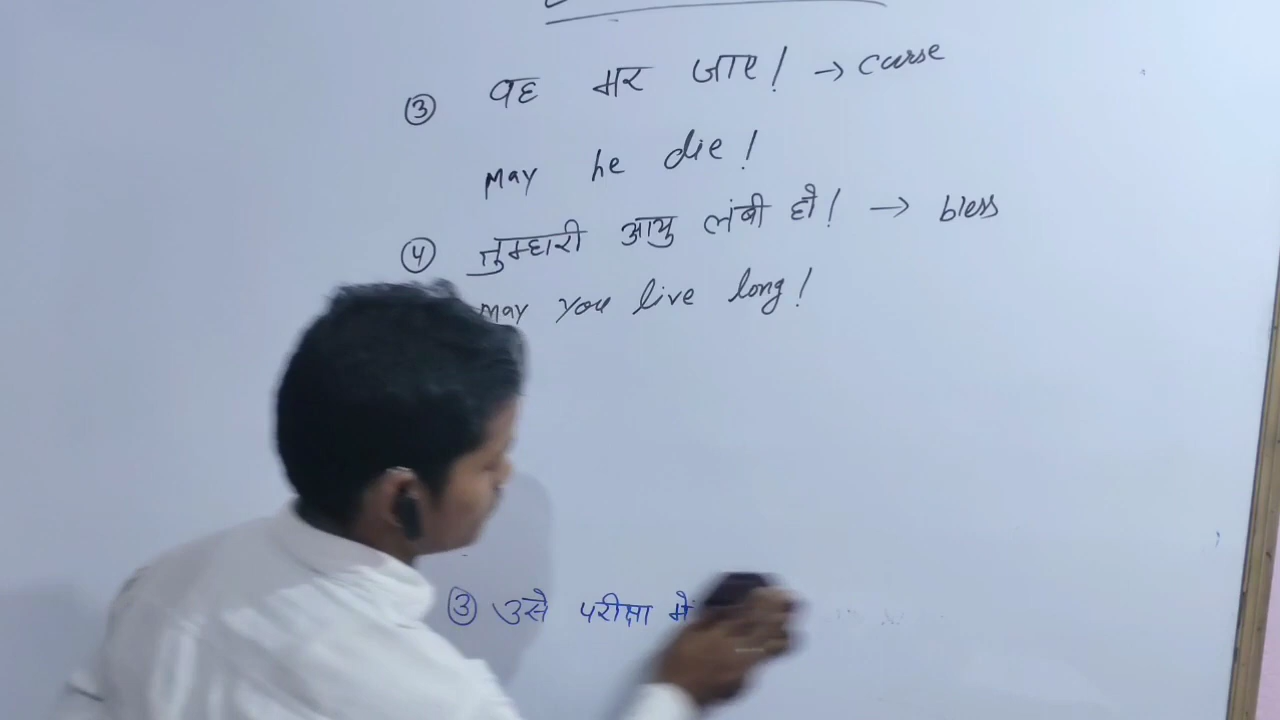 ③ वह मर जाए! → curse
May he die!
④ तुम्हारी आयु लंबी हो! → bless
May you live long!
③ उसे परीक्षा में